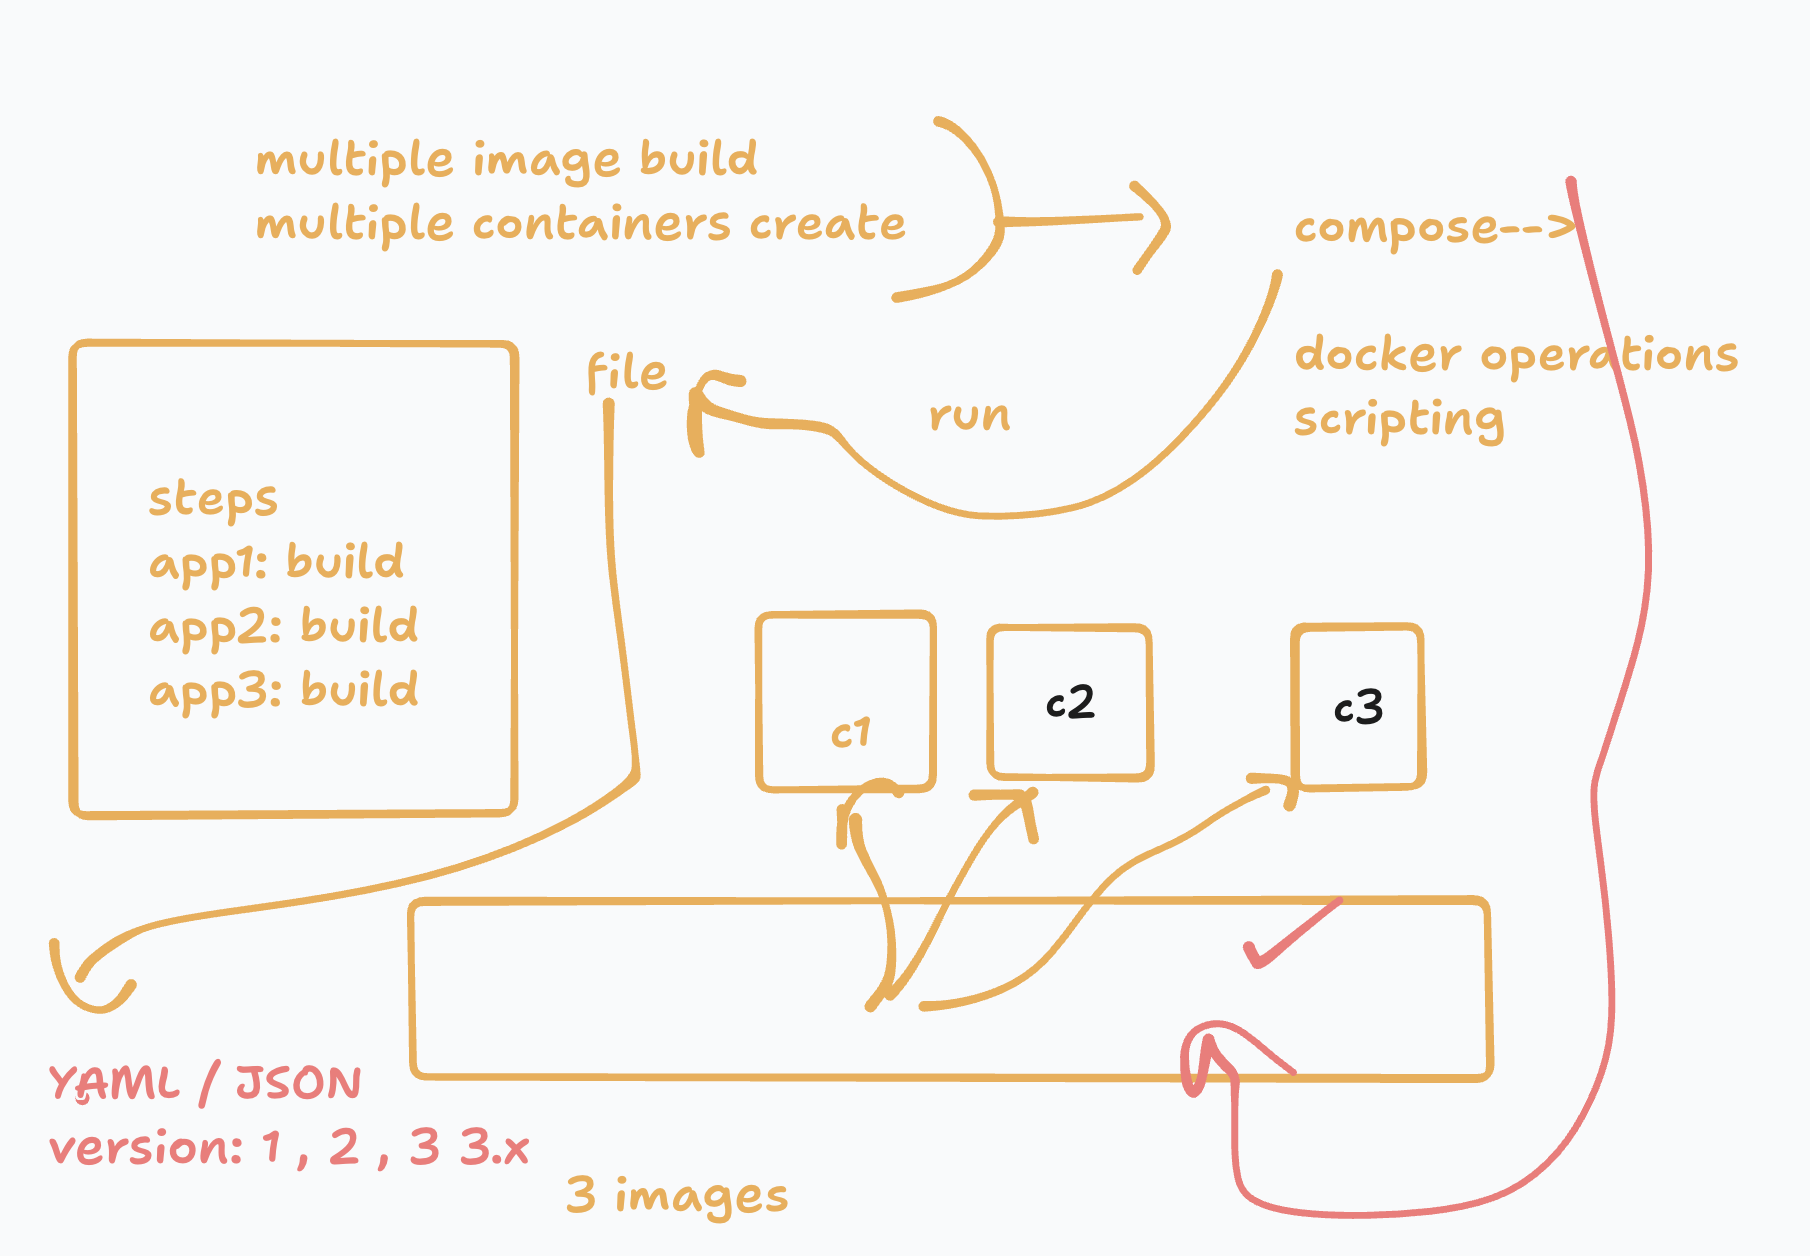 multiple image build
multiple containers create
compose-->
docker operations
scripting
file
run
steps
app1: build
app2: build
app3: build
c1
c2
c3
YAML / JSON
version: 1 , 2 , 3 3.x
3 images